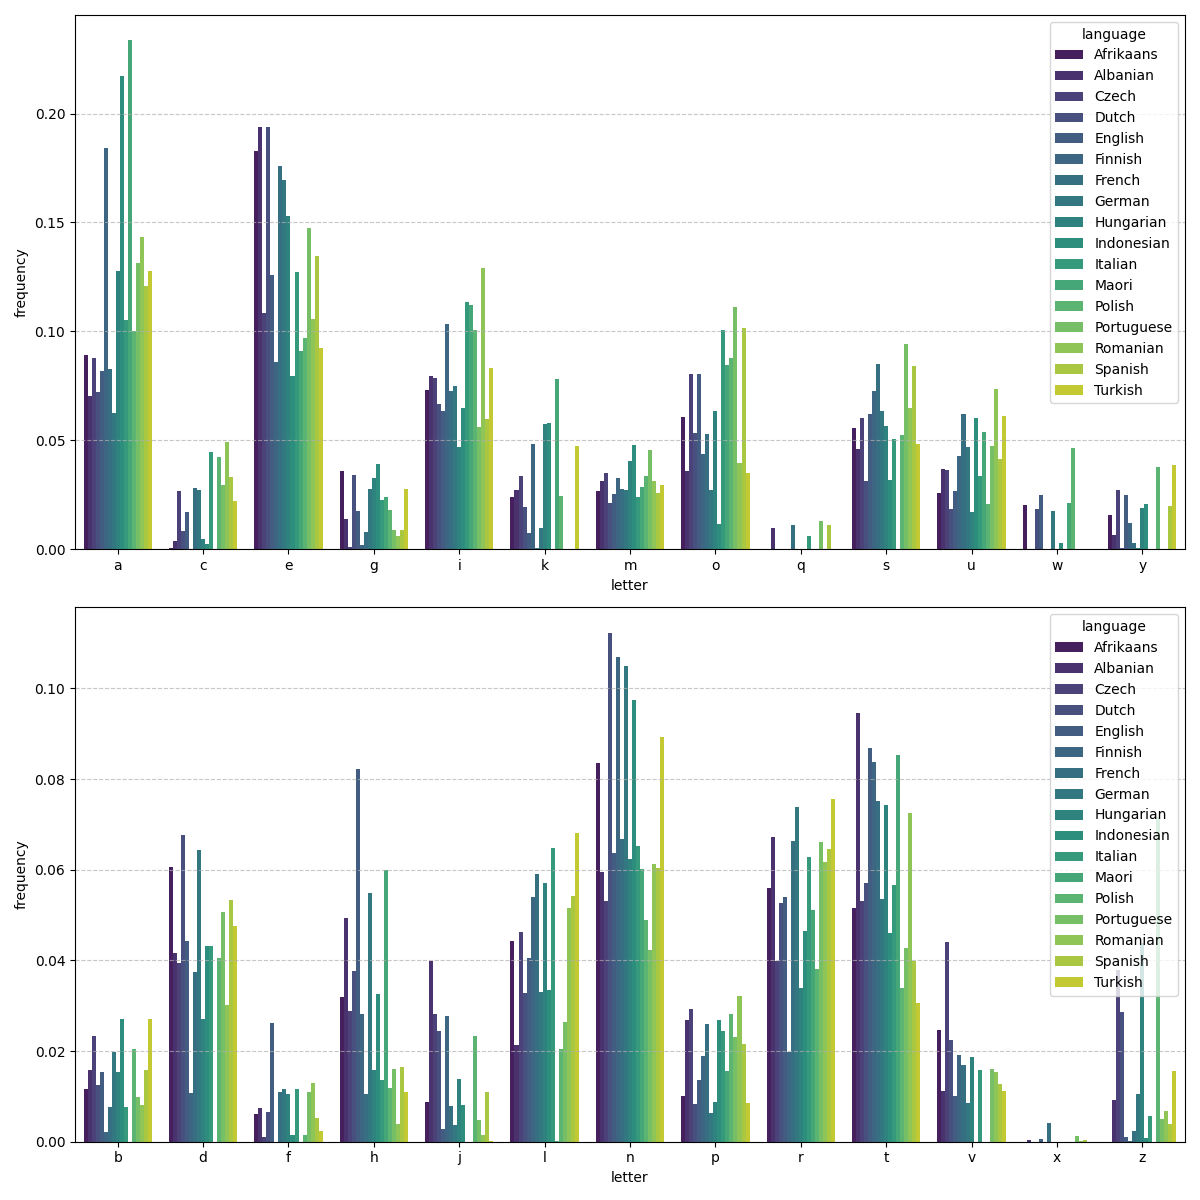 language
Afrikaans
Albanian
Czech
Dutch
English
Finnish
French
German
Hungarian
Indonesian
Italian
Maori
Polish
Portuguese
Romanian
Spanish
Turkish
frequency
0.20
0.15
0.10
0.05
0.00
a c e g i k m o q s u w y
letter
language
Afrikaans
Albanian
Czech
Dutch
English
Finnish
French
German
Hungarian
Indonesian
Italian
Maori
Polish
Portuguese
Romanian
Spanish
Turkish
frequency
0.10
0.08
0.06
0.04
0.02
0.00
b d f h j l n p r t v x z
letter